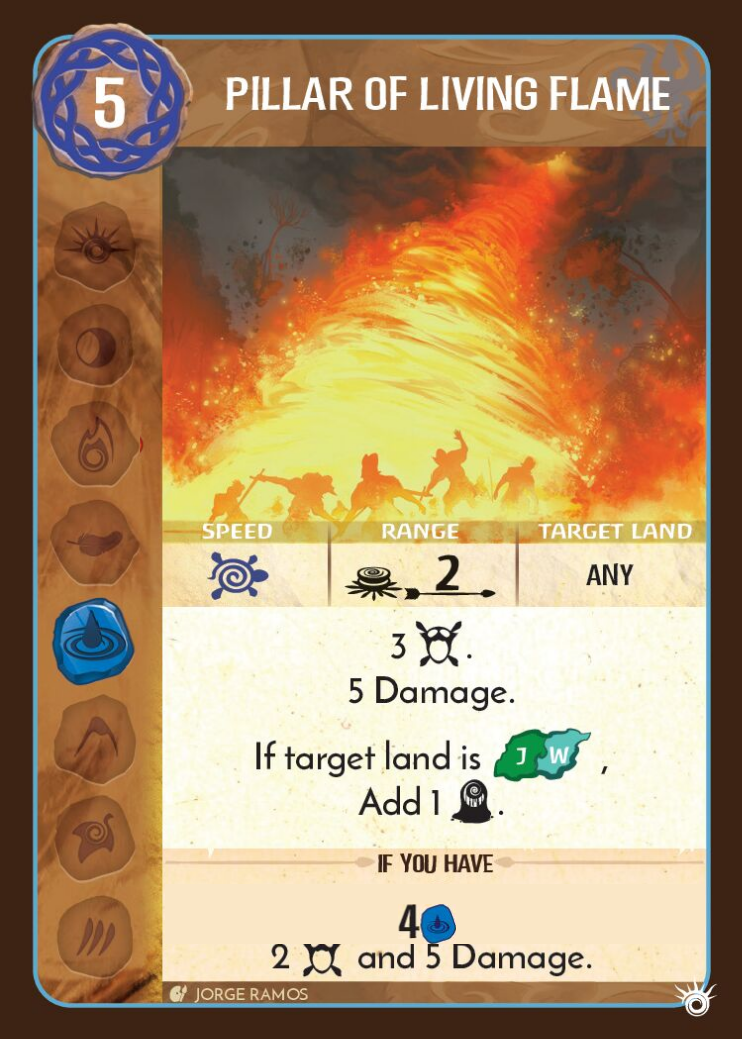 5
PILLAR OF LIVING FLAME
SPEED RANGE TARGET LAND
2 ANY
3 .
5 Damage.
If target land is J W ,
Add 1 .
IF YOU HAVE
4
2 and 5 Damage.
JORGE RAMOS